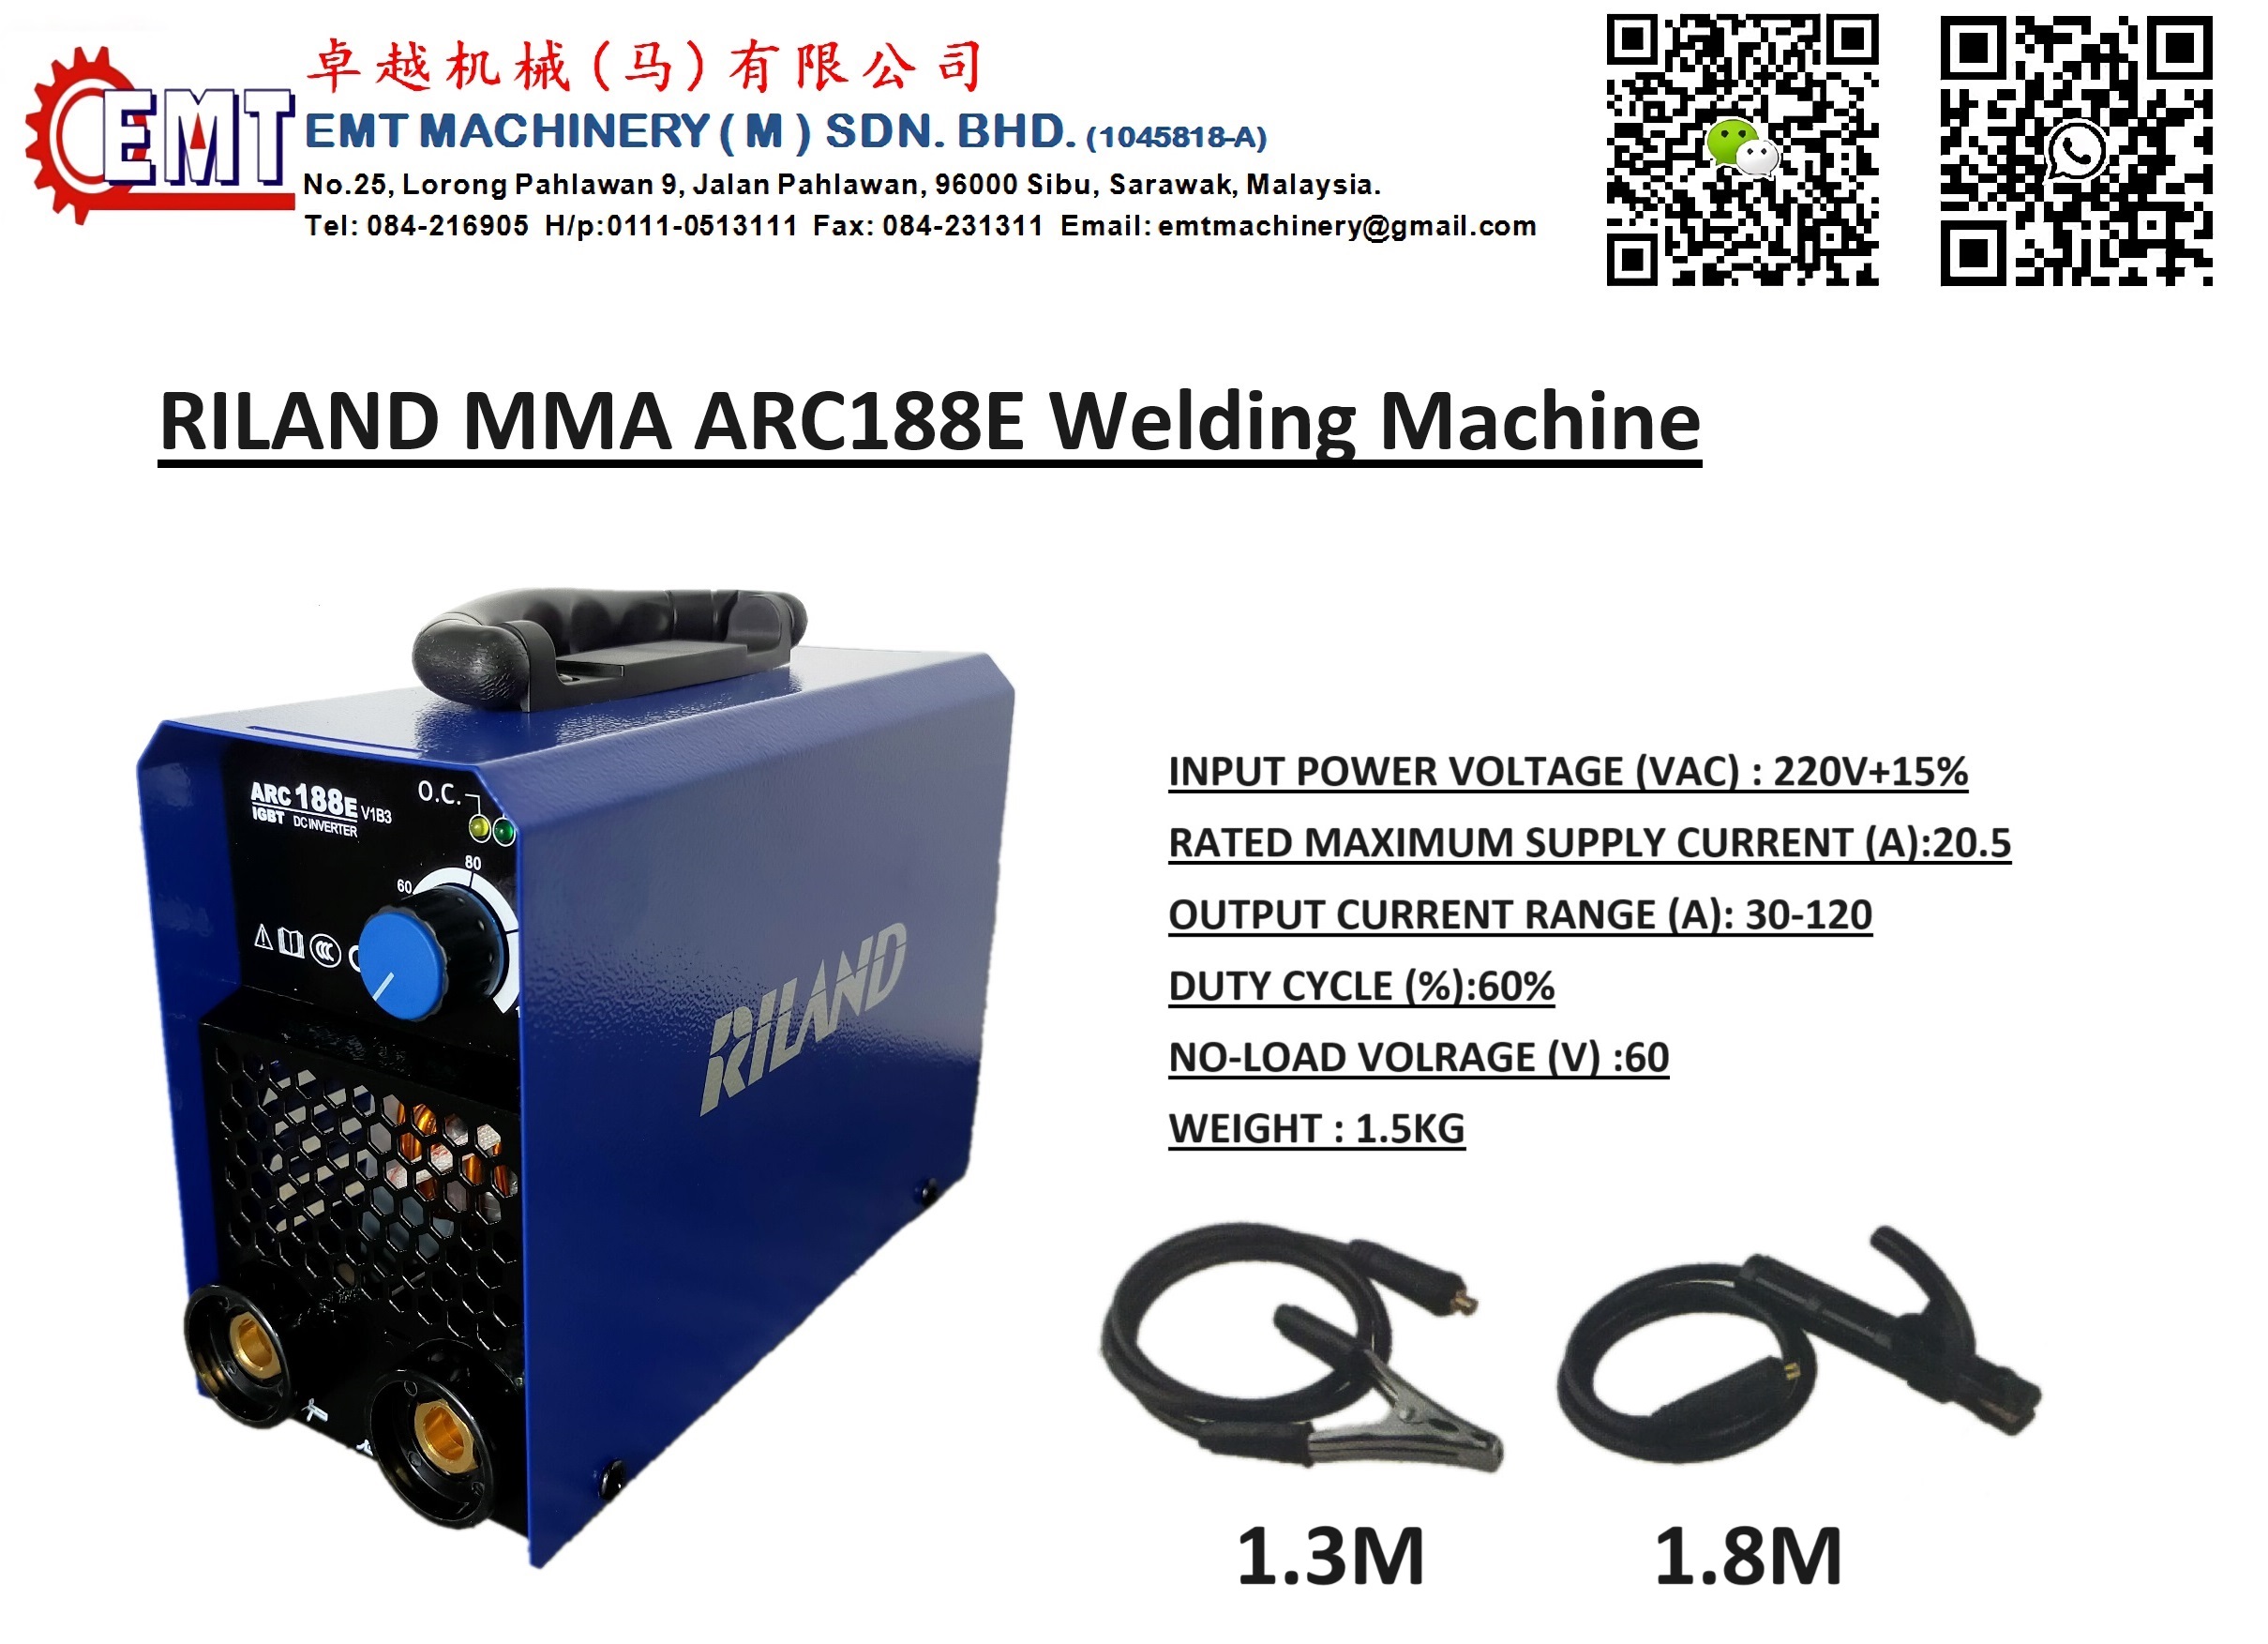 EMT
卓越机械(马)有限公司
EMT MACHINERY ( M ) SDN. BHD. (1045818-A)
No.25, Lorong Pahlawan 9, Jalan Pahlawan, 96000 Sibu, Sarawak, Malaysia.
Tel: 084-216905 H/p:0111-0513111 Fax: 084-231311 Email: emtmachinery@gmail.com
RILAND MMA ARC188E Welding Machine
ARC 188E V1B3
IGBT DC INVERTER
O.C.
60 80
RILAND
INPUT POWER VOLTAGE (VAC) : 220V+15%
RATED MAXIMUM SUPPLY CURRENT (A):20.5
OUTPUT CURRENT RANGE (A): 30-120
DUTY CYCLE (%):60%
NO-LOAD VOLRAGE (V) :60
WEIGHT : 1.5KG
1.3M 1.8M